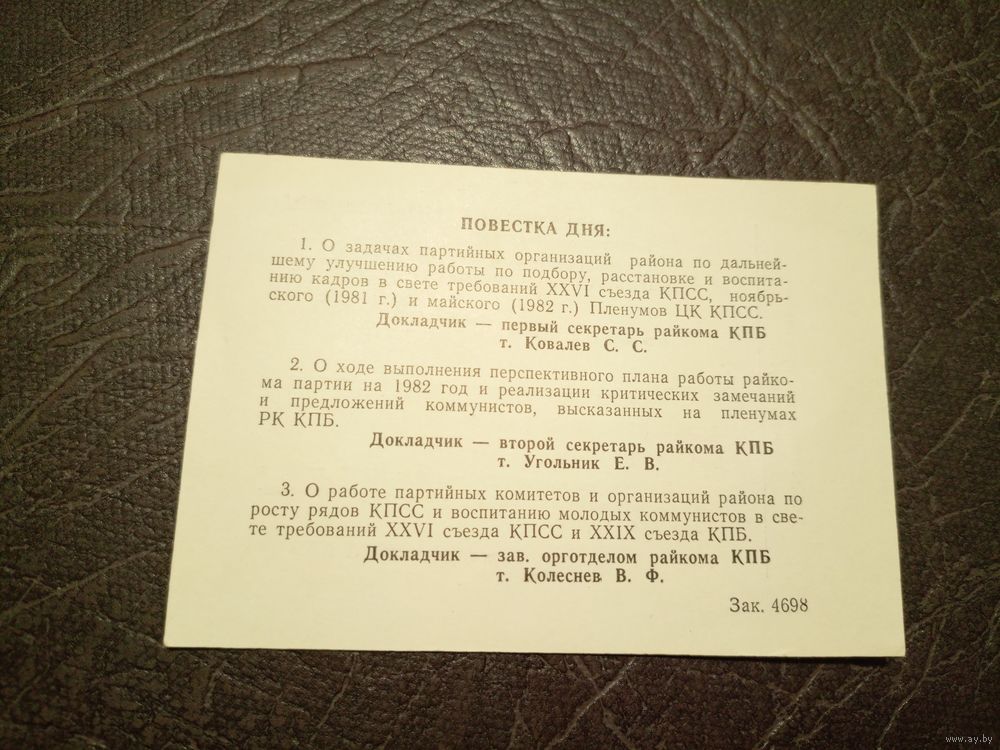 ПОВЕСТКА ДНЯ:
1. О задачах партийных организаций района по дальней-
шему улучшению работы по подбору, расстановке и воспита-
нию кадров в свете требований XXVI съезда КПСС, ноябрь-
ского (1981 г.) и майского (1982 г.) Пленумов ЦК КПСС.
Докладчик — первый секретарь райкома КПБ
т. Ковалев С. С.
2. О ходе выполнения перспективного плана работы райко-
ма партии на 1982 год и реализации критических замечаний
и предложений коммунистов, высказанных на пленумах
РК КПБ.
Докладчик — второй секретарь райкома КПБ
т. Угольник Е. В.
3. О работе партийных комитетов и организаций района по
росту рядов КПСС и воспитанию молодых коммунистов в све-
те требований XXVI съезда КПСС и XXIX съезда КПБ.
Докладчик — зав. орготделом райкома КПБ
т. Колеснев В. Ф.
Зак. 4698
www.ay.by